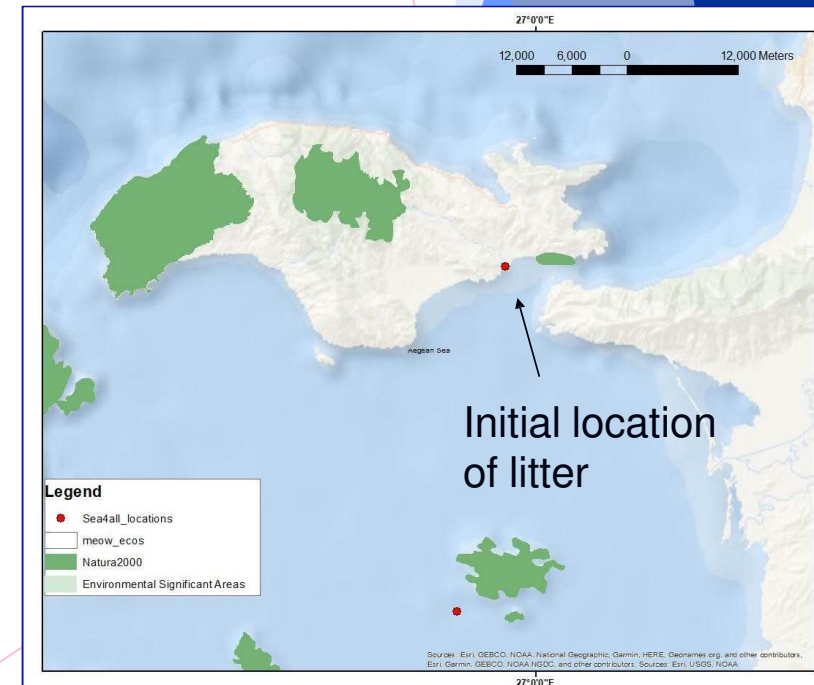 27°0'0"E
12,000 6,000 0 12,000 Meters
Aegean Sea
Initial location
of litter
Legend
Sea4all_locations
meow_ecos
Natura2000
Environmental Significant Areas
Sources: Esri, GEBCO, NOAA, National Geographic, Garmin, HERE, Geonames.org, and other contributors,
Esri, Garmin, GEBCO, NOAA NGDC, and other contributors, Sources: Esri, USGS, NOAA
27°0'0"E